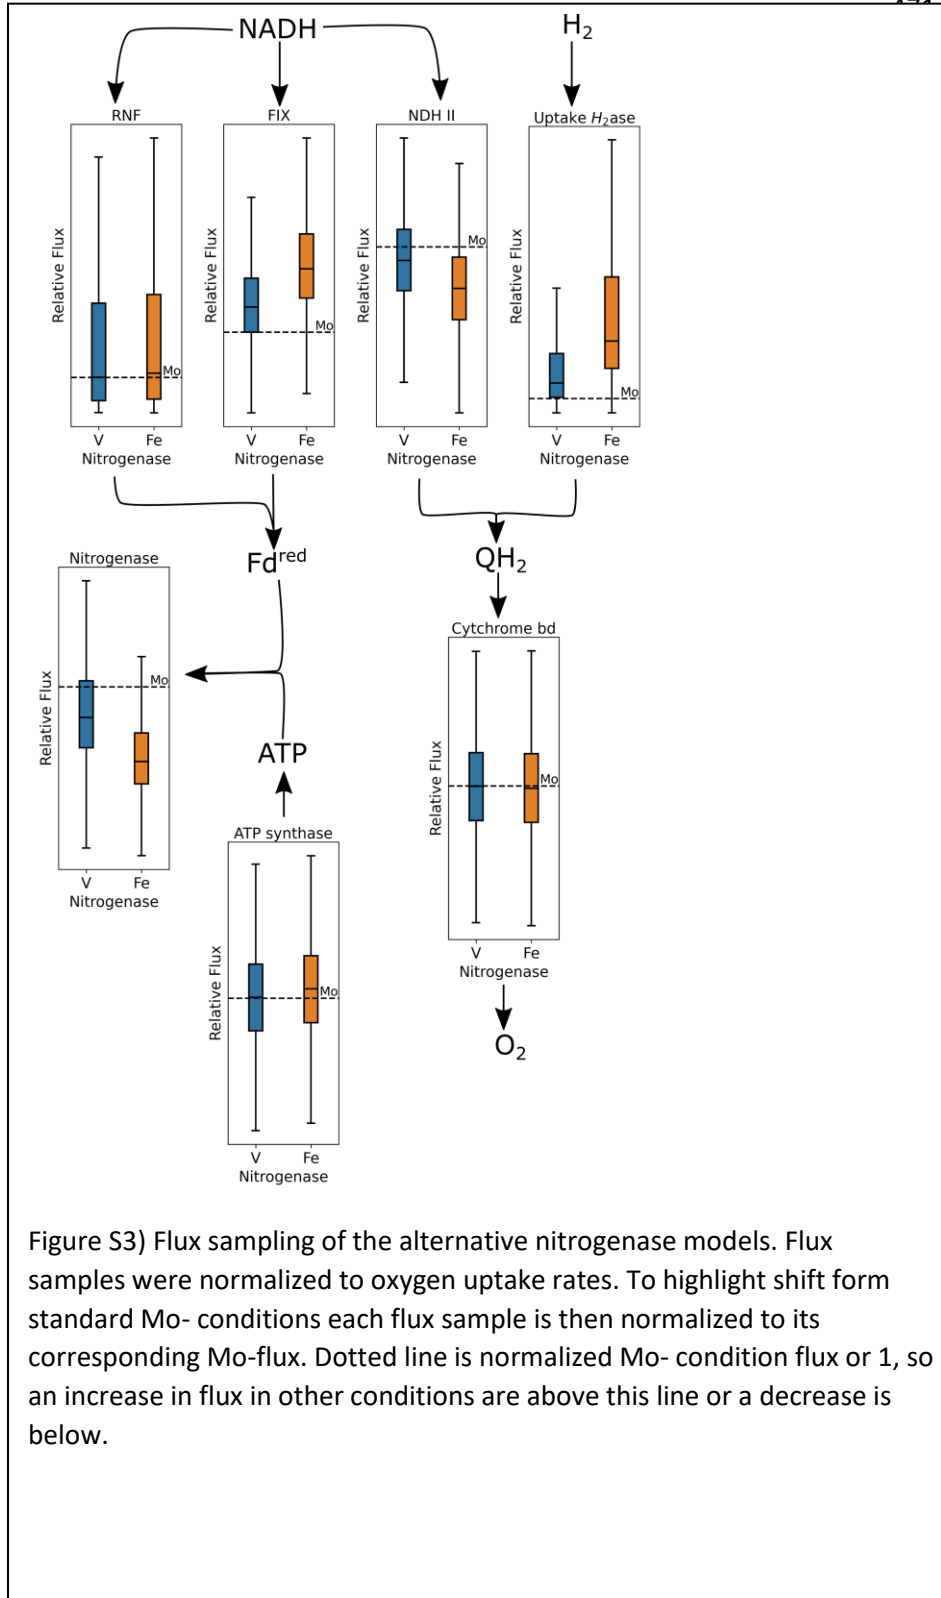 NADH
H₂
RNF
FIX
NDH II
Uptake H₂ase
Relative Flux
Mo
V
Fe
Nitrogenase
Relative Flux
Mo
V
Fe
Nitrogenase
Relative Flux
Mo
V
Fe
Nitrogenase
Relative Flux
Mo
V
Fe
Nitrogenase
Fd^red
QH₂
Nitrogenase
Relative Flux
Mo
V
Fe
Nitrogenase
Cytchrome bd
Relative Flux
Mo
V
Fe
Nitrogenase
ATP
ATP synthase
Relative Flux
Mo
V
Fe
Nitrogenase
O₂
Figure S3) Flux sampling of the alternative nitrogenase models. Flux
samples were normalized to oxygen uptake rates. To highlight shift form
standard Mo- conditions each flux sample is then normalized to its
corresponding Mo-flux. Dotted line is normalized Mo- condition flux or 1, so
an increase in flux in other conditions are above this line or a decrease is
below.